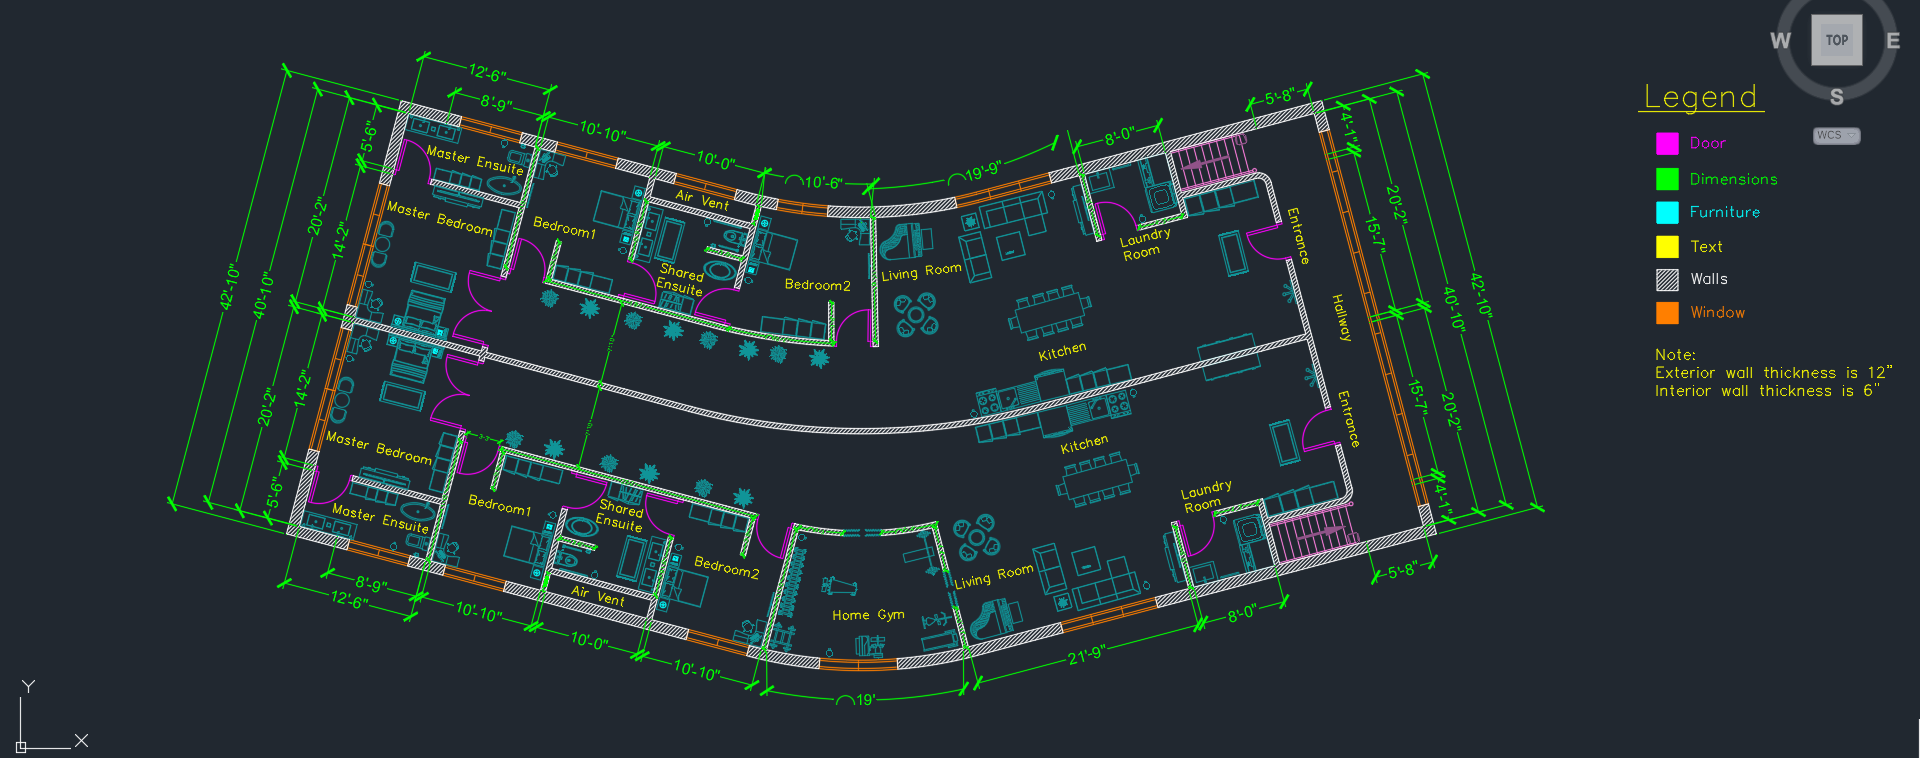 TOP
W
E
S
WCS
Legend
Door
Dimensions
Furniture
Text
Walls
Window
Note:
Exterior wall thickness is 12"
Interior wall thickness is 6"
12'-6"
8'-9"
10'-10"
10'-0"
10'-6"
19'-9"
8'-0"
5'-8"
5'-6"
14'-2"
20'-2"
40'-10"
42'-10"
14'-2"
20'-2"
5'-6"
4'-1"
15'-7"
20'-2"
40'-10"
42'-10"
15'-7"
20'-2"
4'-1"
Master Ensuite
Master Bedroom
Bedroom1
Air Vent
Shared
Ensuite
Bedroom2
Living Room
Laundry
Room
Kitchen
Entrance
Hallway
Entrance
Kitchen
Master Bedroom
Master Ensuite
Bedroom1
Shared
Ensuite
Air Vent
Bedroom2
Home Gym
Living Room
Laundry
Room
8'-9"
12'-6"
10'-10"
10'-0"
10'-10"
19'
21'-9"
8'-0"
5'-8"
Y
X